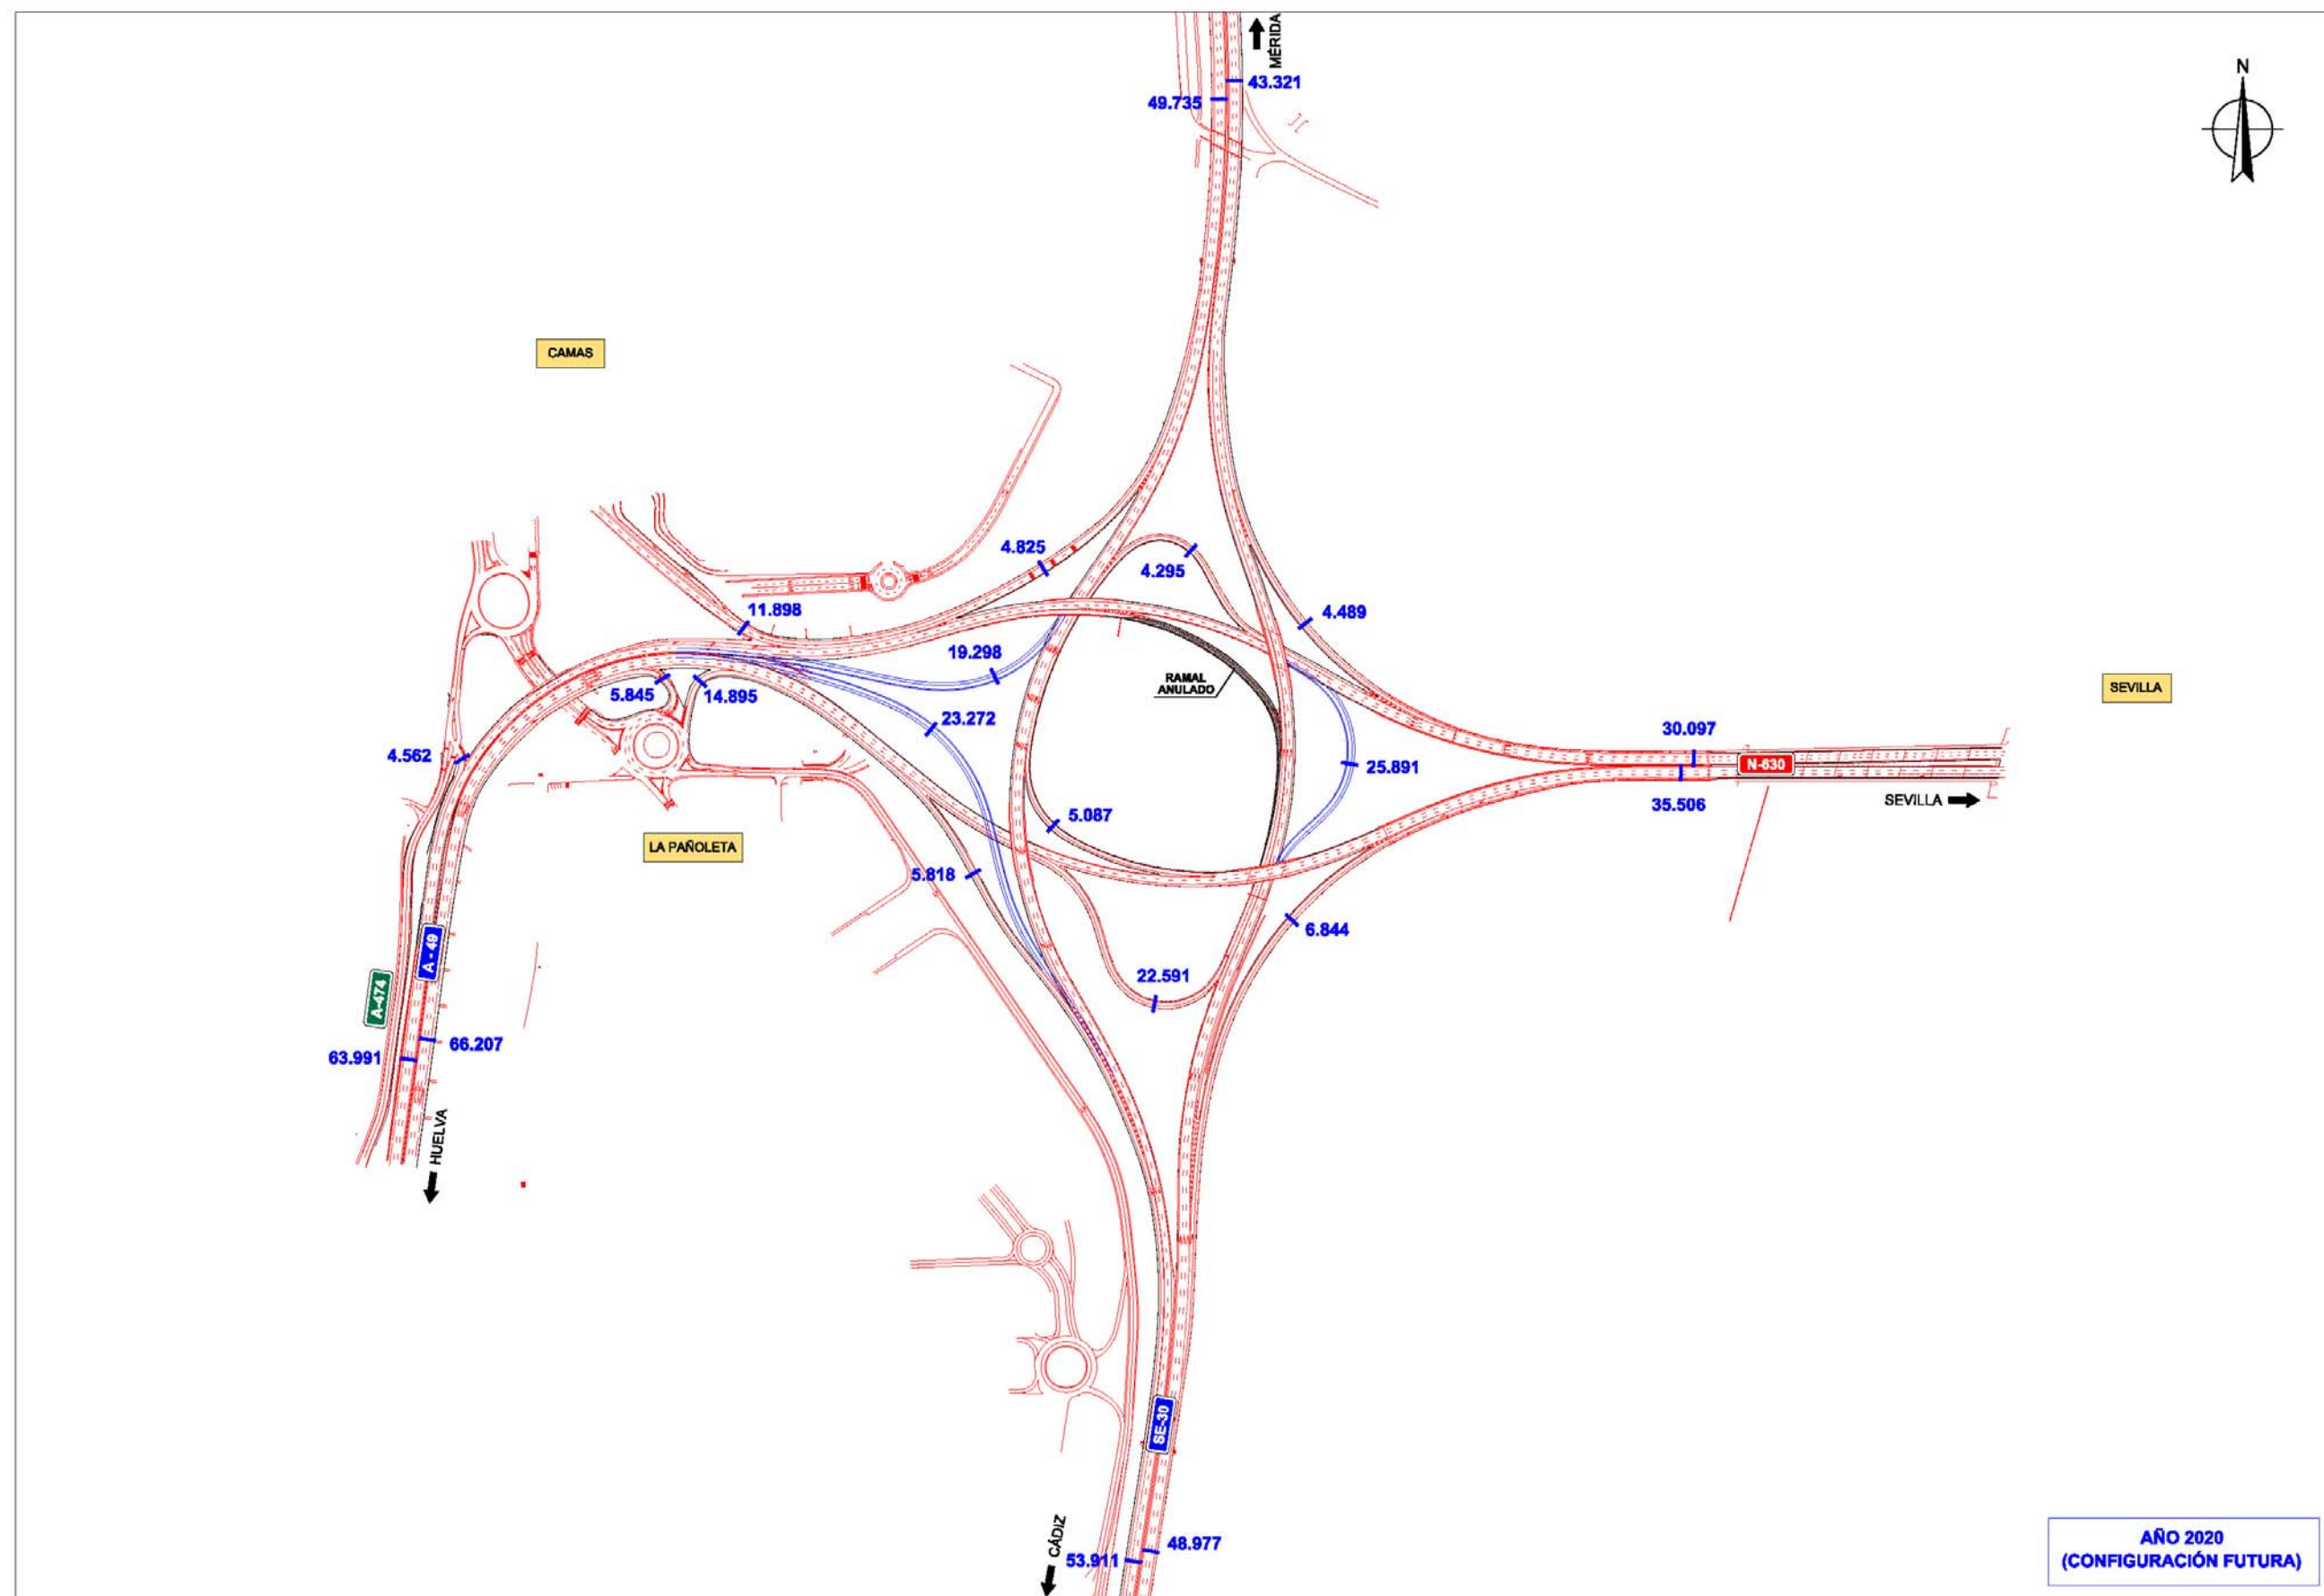 MÉRIDA
43.321
49.735
N
CAMAS
4.825
4.295
11.898
4.489
19.298
RAMAL
ANULADO
SEVILLA
5.845
14.895
23.272
30.097
4.562
25.891
N-630
SEVILLA
35.506
5.087
LA PAÑOLETA
5.818
6.844
A-49
22.591
A-474
66.207
63.991
HUELVA
SE-30
CÁDIZ
48.977
53.911
AÑO 2020
(CONFIGURACIÓN FUTURA)